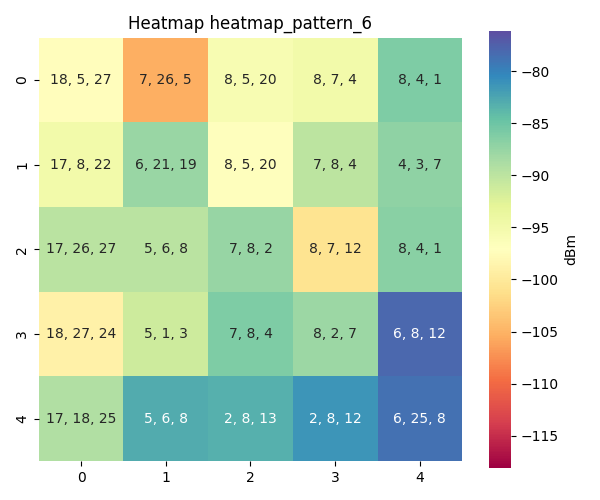 Heatmap heatmap_pattern_6
0 18, 5, 27 7, 26, 5 8, 5, 20 8, 7, 4 8, 4, 1
1 17, 8, 22 6, 21, 19 8, 5, 20 7, 8, 4 4, 3, 7
2 17, 26, 27 5, 6, 8 7, 8, 2 8, 7, 12 8, 4, 1
3 18, 27, 24 5, 1, 3 7, 8, 4 8, 2, 7 6, 8, 12
4 17, 18, 25 5, 6, 8 2, 8, 13 2, 8, 12 6, 25, 8
0 1 2 3 4
−80
−85
−90
−95
−100
−105
−110
−115
dBm